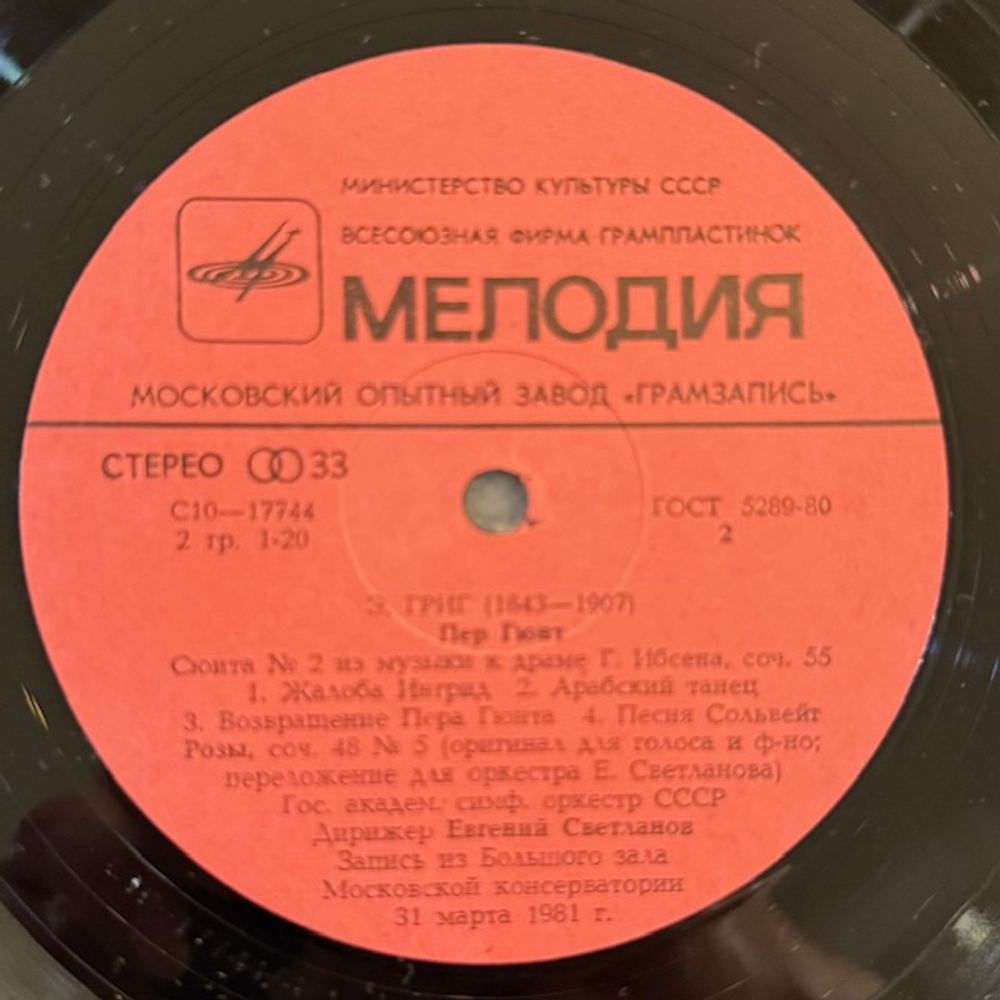 МИНИСТЕРСТВО КУЛЬТУРЫ СССР
ВСЕСОЮЗНАЯ ФИРМА ГРАМПЛАСТИНОК
МЕЛОДИЯ
МОСКОВСКИЙ ОПЫТНЫЙ ЗАВОД «ГРАМЗАПИСЬ»
СТЕРЕО 33
С10—17744
2 гр. 1-20
ГОСТ 5289-80
2
Э. ГРИГ (1843—1907)
Пер Гюнт
Сюита № 2 из музыки к драме Г. Ибсена, соч. 55
1. Жалоба Ингрид 2. Арабский танец
3. Возвращение Пера Гюнта 4. Песня Сольвейг
Розы, соч. 48 № 5 (оригинал для голоса и ф-но;
переложение для оркестра Е. Светланова)
Гос. академ. симф. оркестр СССР
Дирижер Евгений Светланов
Запись из Большого зала
Московской консерватории
31 марта 1981 г.